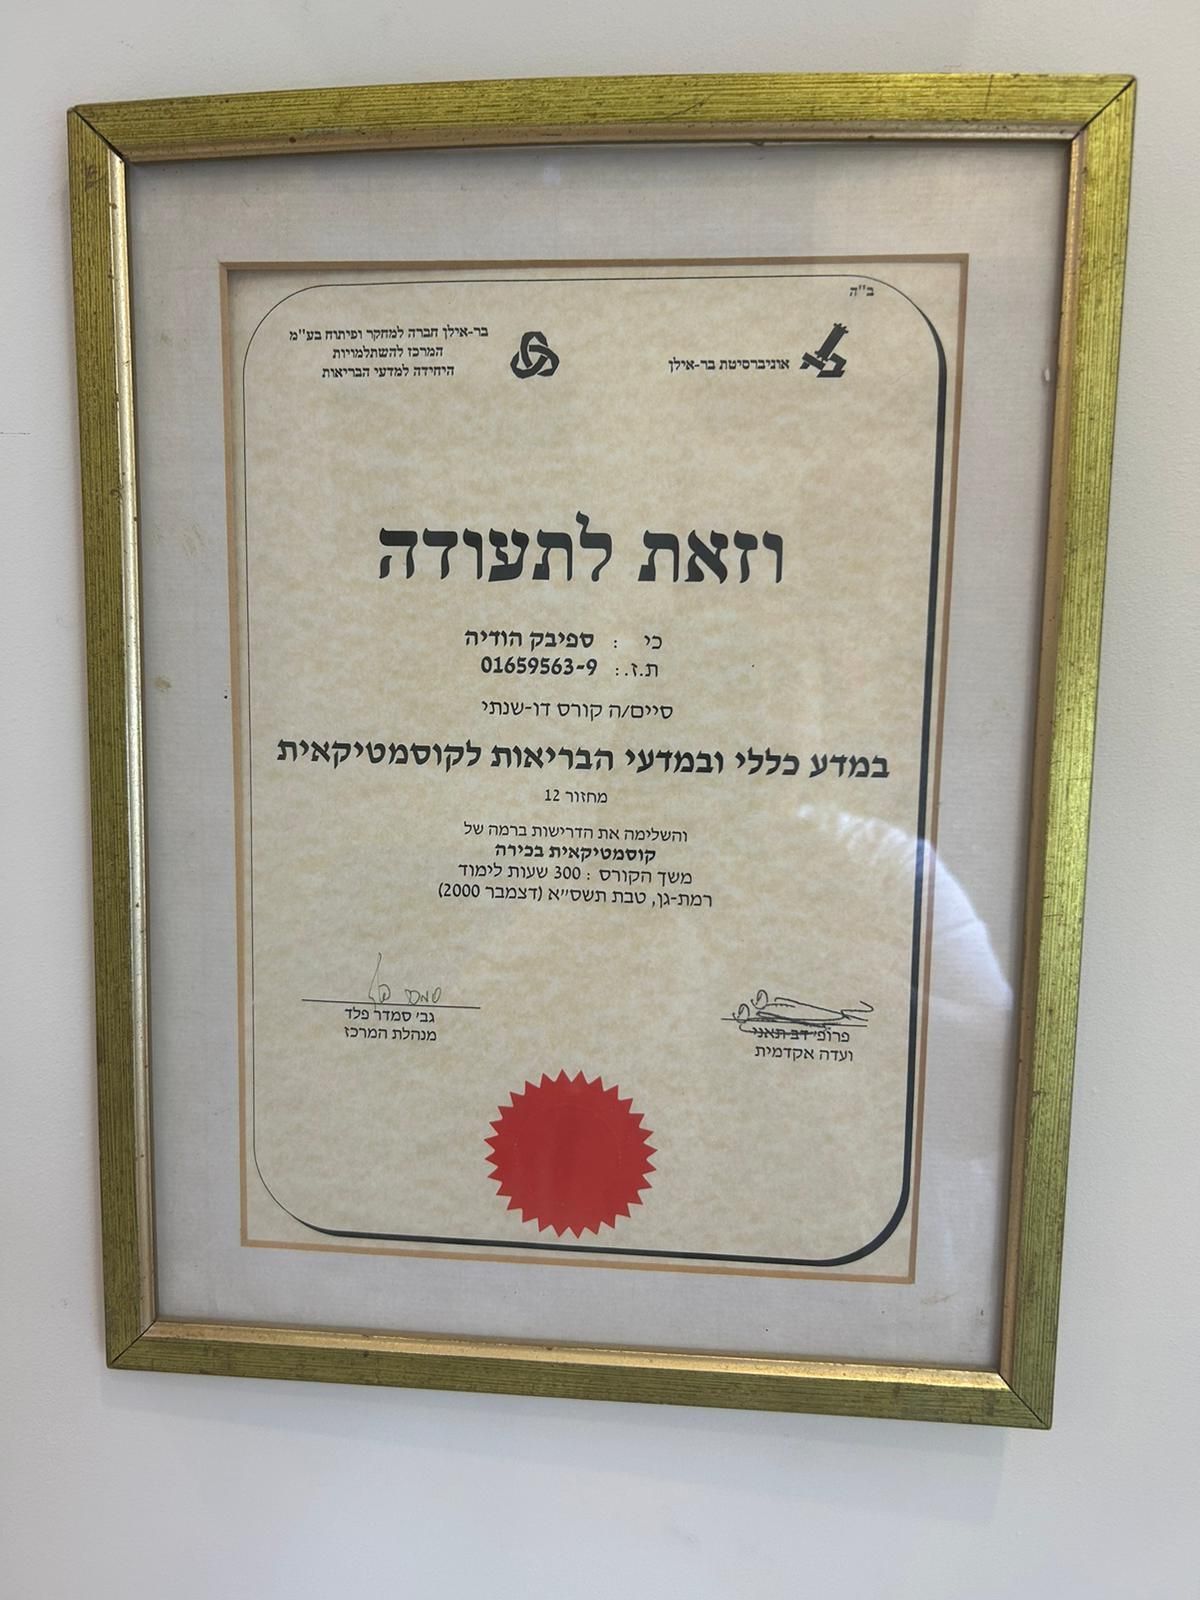 ב"ה
אוניברסיטת בר-אילן
בר-אילן חברה למחקר ופיתוח בע"מ
המרכז להשתלמויות
היחידה למדעי הבריאות
וזאת לתעודה
כי : ספיבק הודיה
ת.ז.: 01659563-9
סיים/ה קורס דו-שנתי
במדע כללי ובמדעי הבריאות לקוסמטיקאית
מחזור 12
והשלימה את הדרישות ברמה של
קוסמטיקאית בכירה
משך הקורס : 300 שעות לימוד
רמת-גן, טבת תשס"א (דצמבר 2000)
פרופ' דב תאני
ועדה אקדמית
סמדר פלד
גב' סמדר פלד
מנהלת המרכז